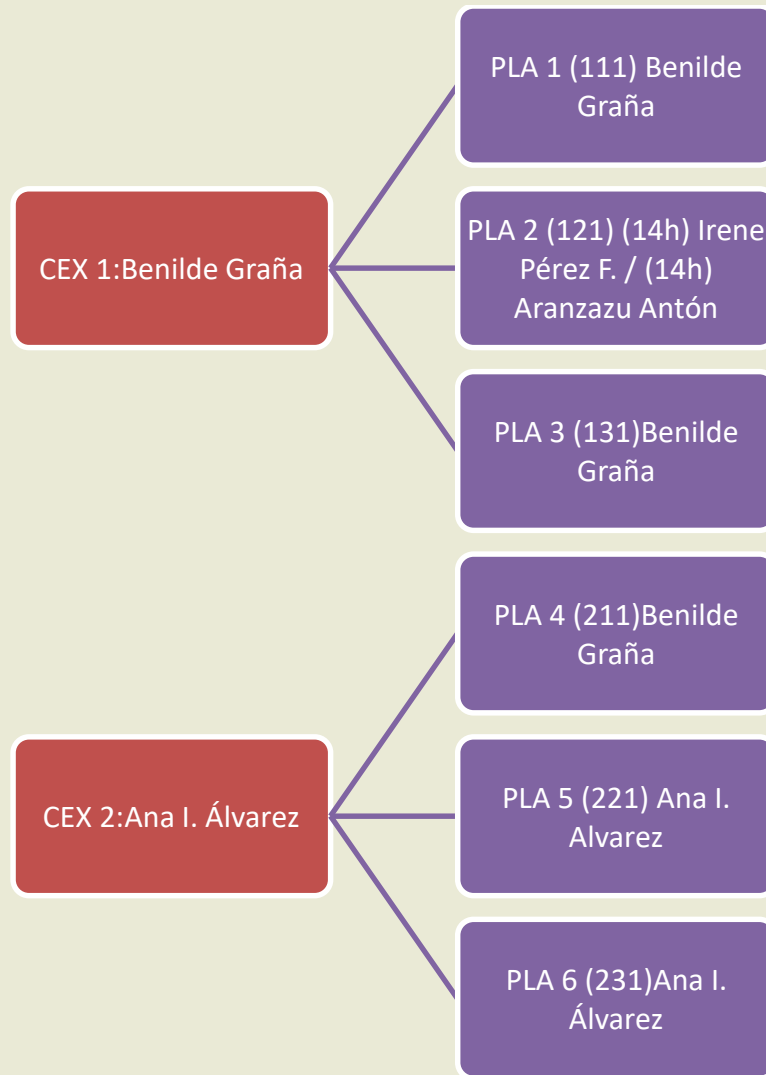 CEX 1:Benilde Graña
PLA 1 (111) Benilde
Graña
PLA 2 (121) (14h) Irene
Pérez F. / (14h)
Aranzazu Antón
PLA 3 (131)Benilde
Graña
CEX 2:Ana I. Álvarez
PLA 4 (211)Benilde
Graña
PLA 5 (221) Ana I.
Alvarez
PLA 6 (231)Ana I.
Álvarez